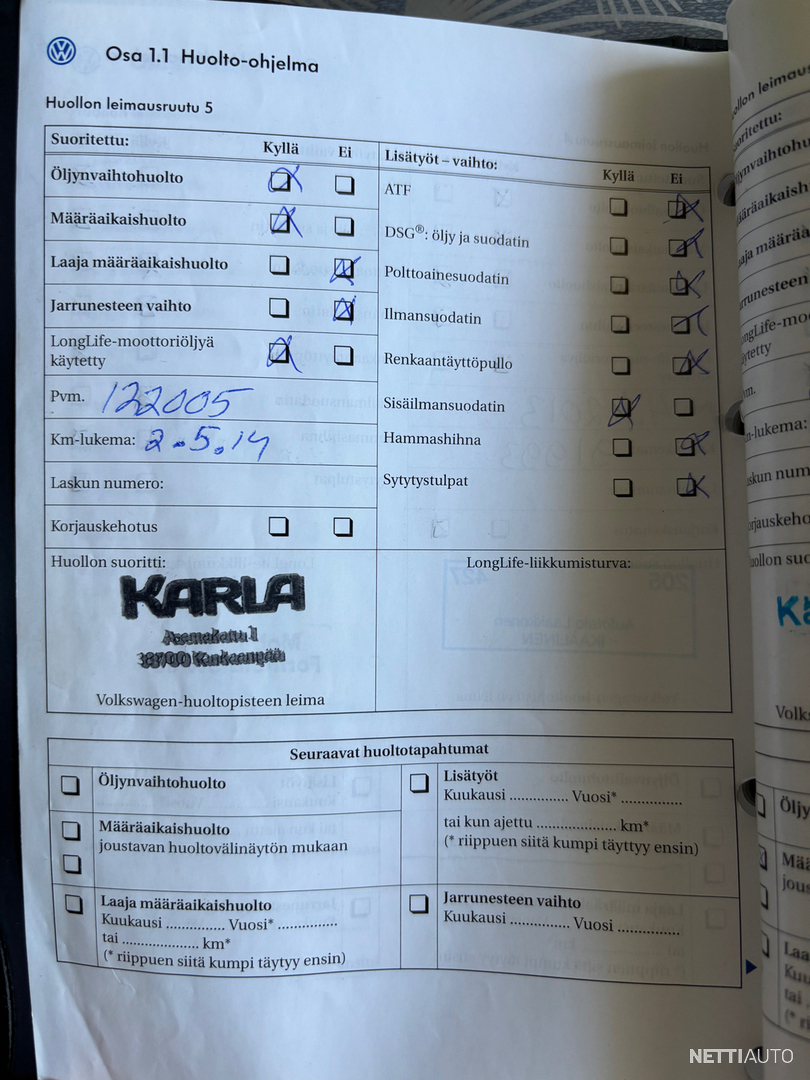 Osa 1.1 Huolto-ohjelma
Huollon leimausruutu 5
Suoritettu: Kyllä Ei
Öljynvaihtohuolto
Määräaikaishuolto
Laaja määräaikaishuolto
Jarrunesteen vaihto
LongLife-moottoriöljyä
käytetty
Pvm. 122005
Km-lukema: 2.5.14
Laskun numero:
Korjauskehotus
Lisätyöt – vaihto:
Kyllä Ei
ATF
DSG®: öljy ja suodatin
Polttoainesuodatin
Ilmansuodatin
Renkaantäyttöpullo
Sisäilmansuodatin
Hammashihna
Sytytystulpat
Huollon suoritti:
KARLA
Asemakatu 1
38700 Kankaanpää
Volkswagen-huoltopisteen leima
LongLife-liikkumisturva:
Seuraavat huoltotapahtumat
Öljynvaihtohuolto
Määräaikaishuolto
joustavan huoltovälinäytön mukaan
Laaja määräaikaishuolto
Kuukausi .............. Vuosi* ..............
tai .................... km*
(* riippuen siitä kumpi täytyy ensin)
Lisätyöt
Kuukausi .............. Vuosi* ..............
tai kun ajettu .................... km*
(* riippuen siitä kumpi täyttyy ensin)
Jarrunesteen vaihto
Kuukausi .............. Vuosi ..............
NETTIAUTO